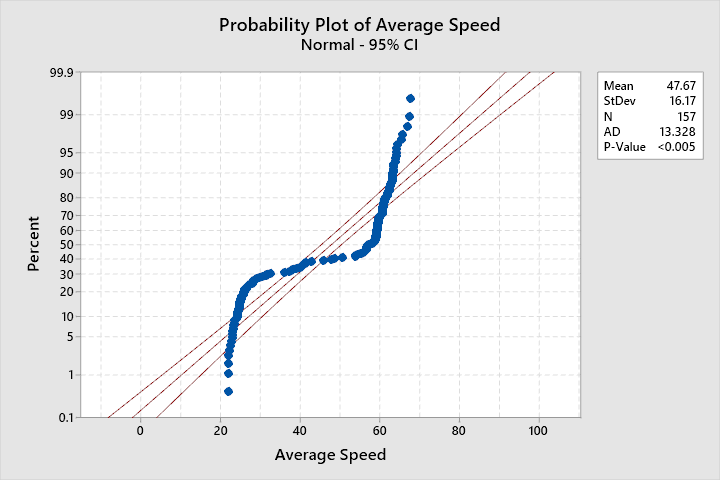 Probability Plot of Average Speed
Normal - 95% CI
Mean 47.67
StDev 16.17
N 157
AD 13.328
P-Value <0.005
Percent
99.9
99
95
90
80
70
60
50
40
30
20
10
5
1
0.1
0 20 40 60 80 100
Average Speed